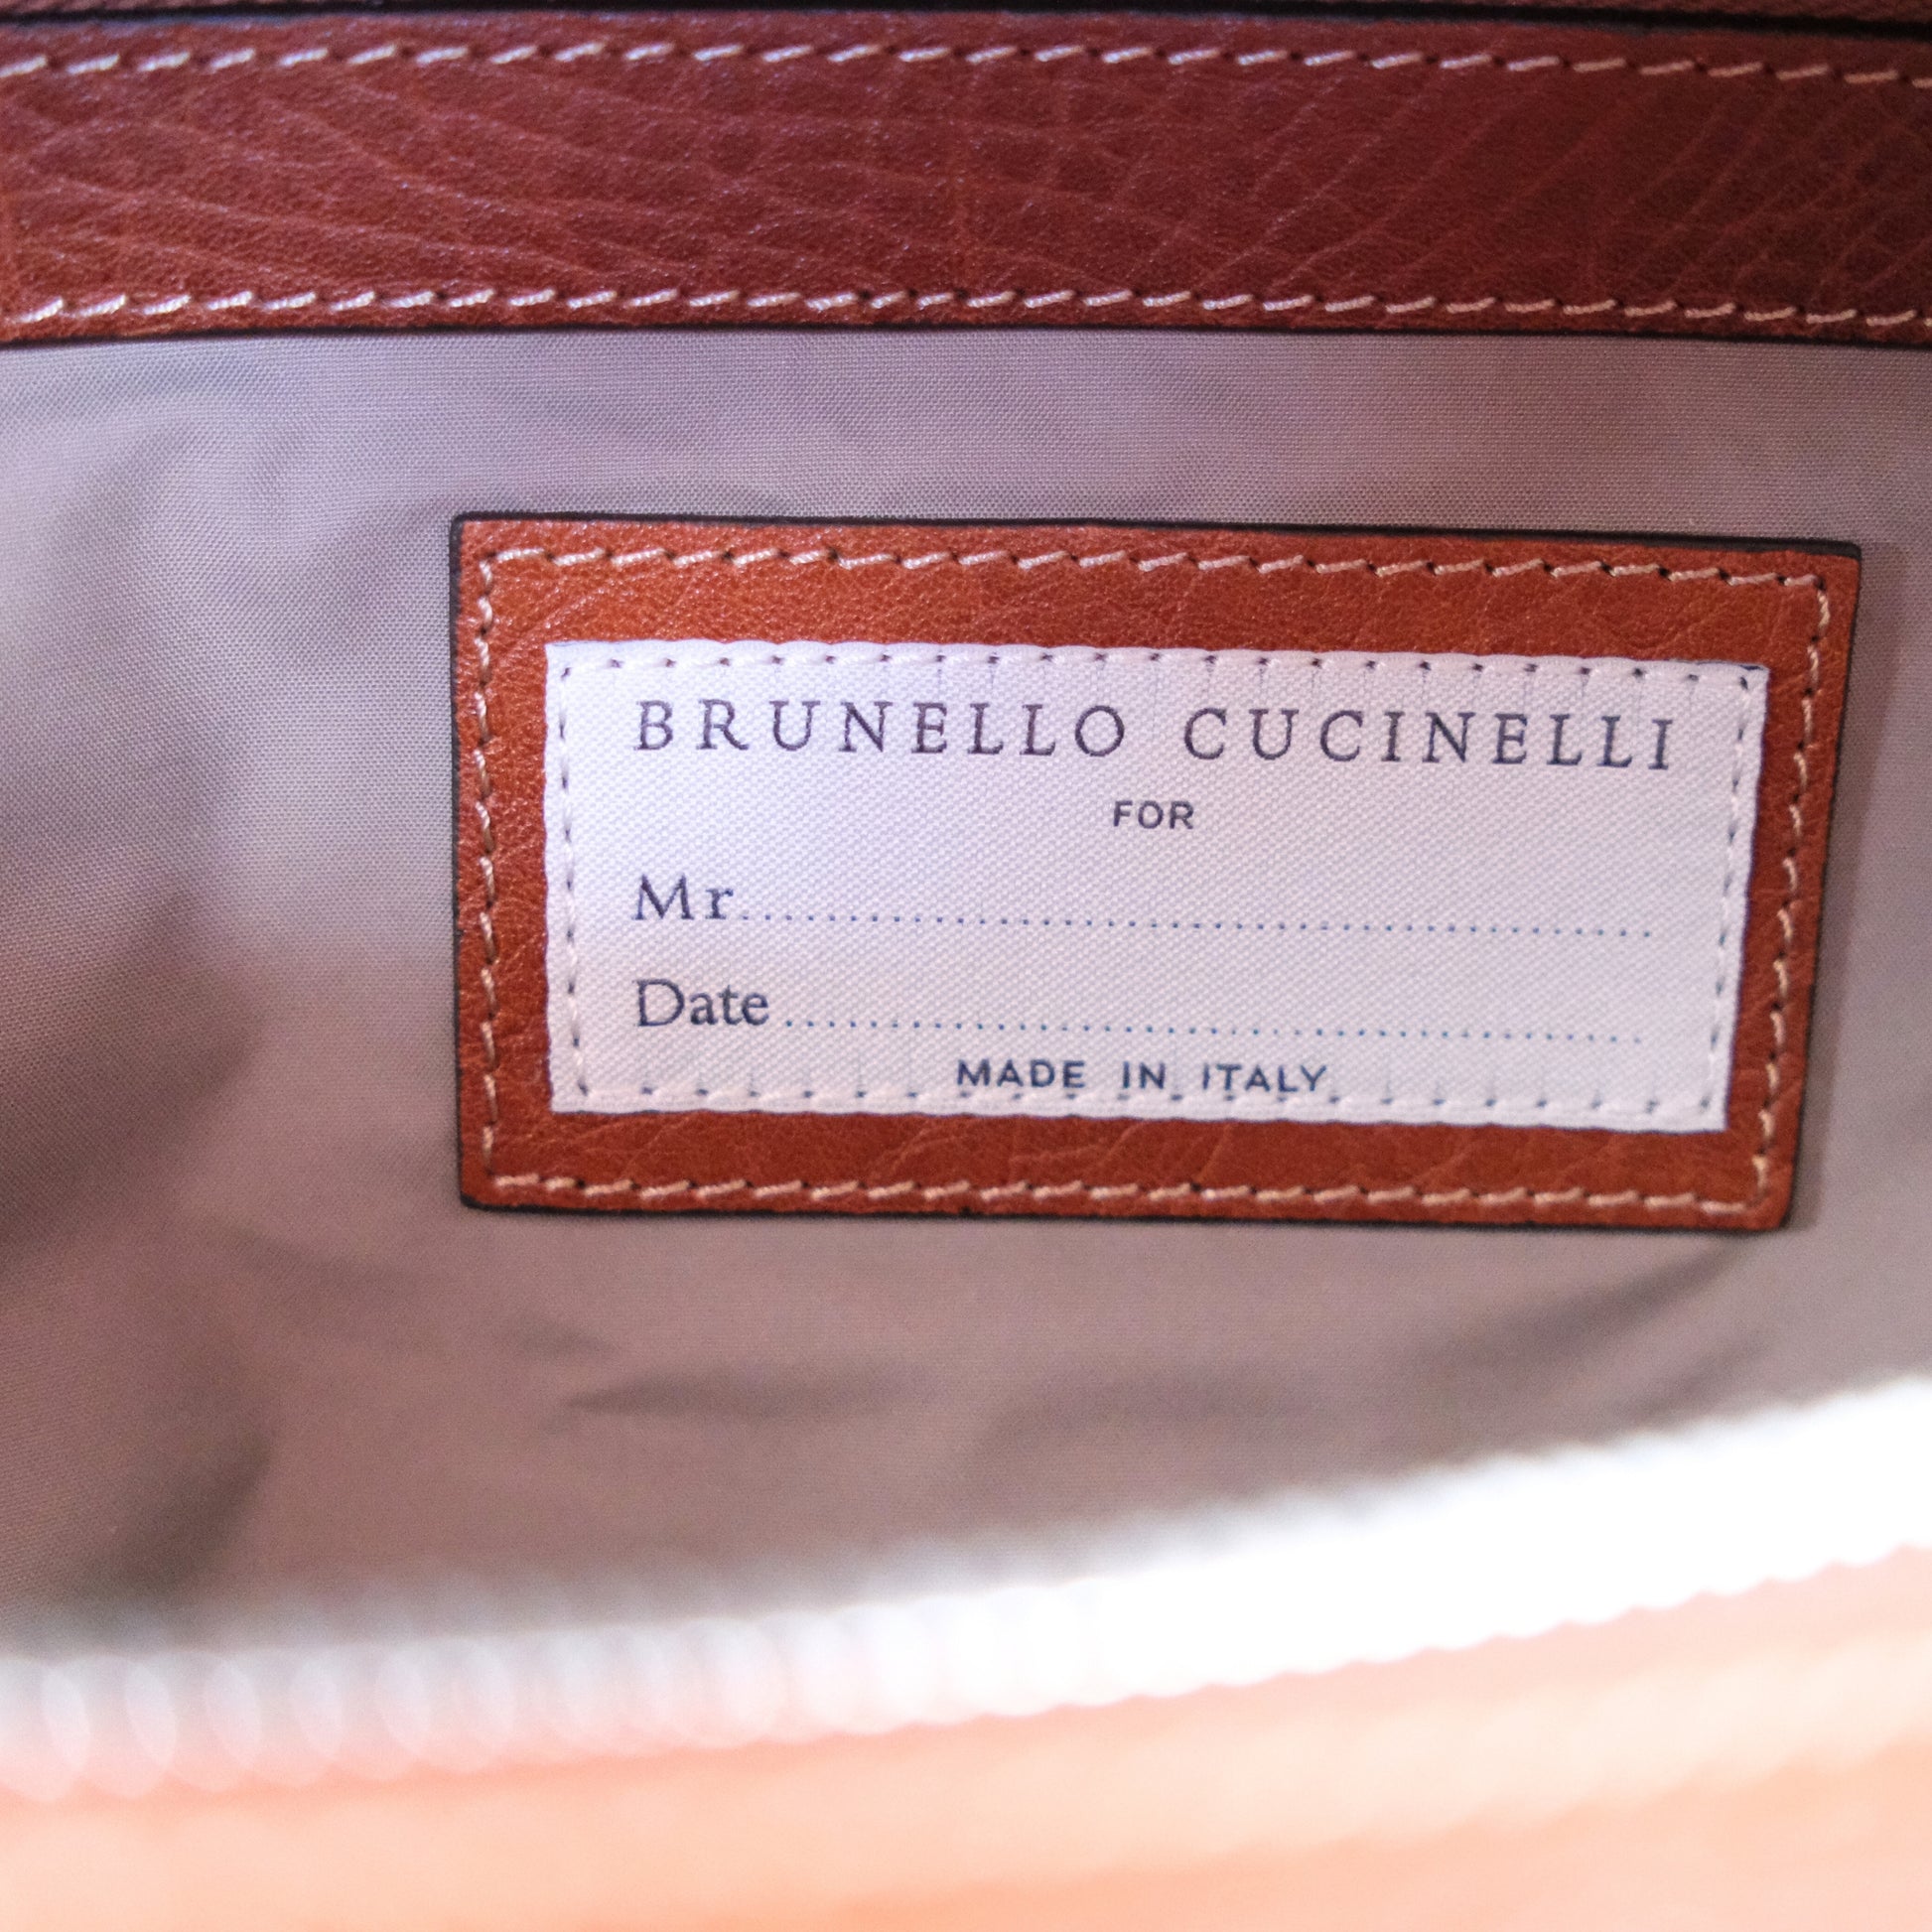 BRUNELLO CUCINELLI
FOR
Mr..................................................
Date..................................................
MADE IN ITALY